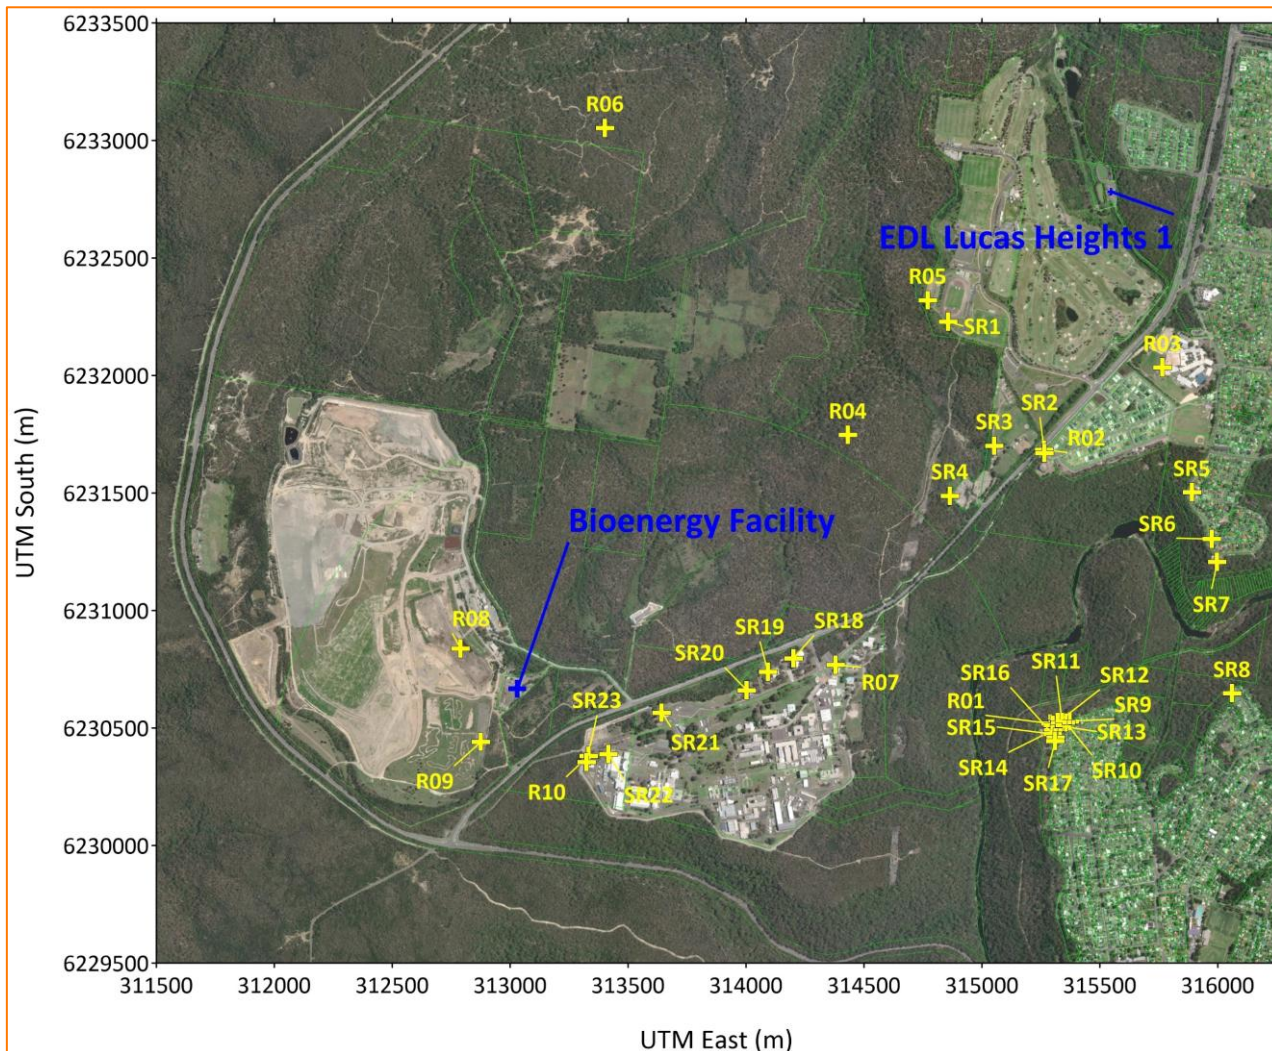 6233500
R06
6233000
EDL Lucas Heights 1
6232500
R05
SR1
R03
6232000
SR2
R04
SR3
R02
SR4
SR5
6231500
Bioenergy Facility
SR6
UTM South (m)
SR7
6231000
R08
SR18
SR19
SR20
R07
SR16
SR11
SR12
SR8
R01
SR9
SR23
SR15
SR13
6230500
SR21
SR14
SR10
R09
R10
SR22
SR17
6230000
6229500
311500 312000 312500 313000 313500 314000 314500 315000 315500 316000
UTM East (m)